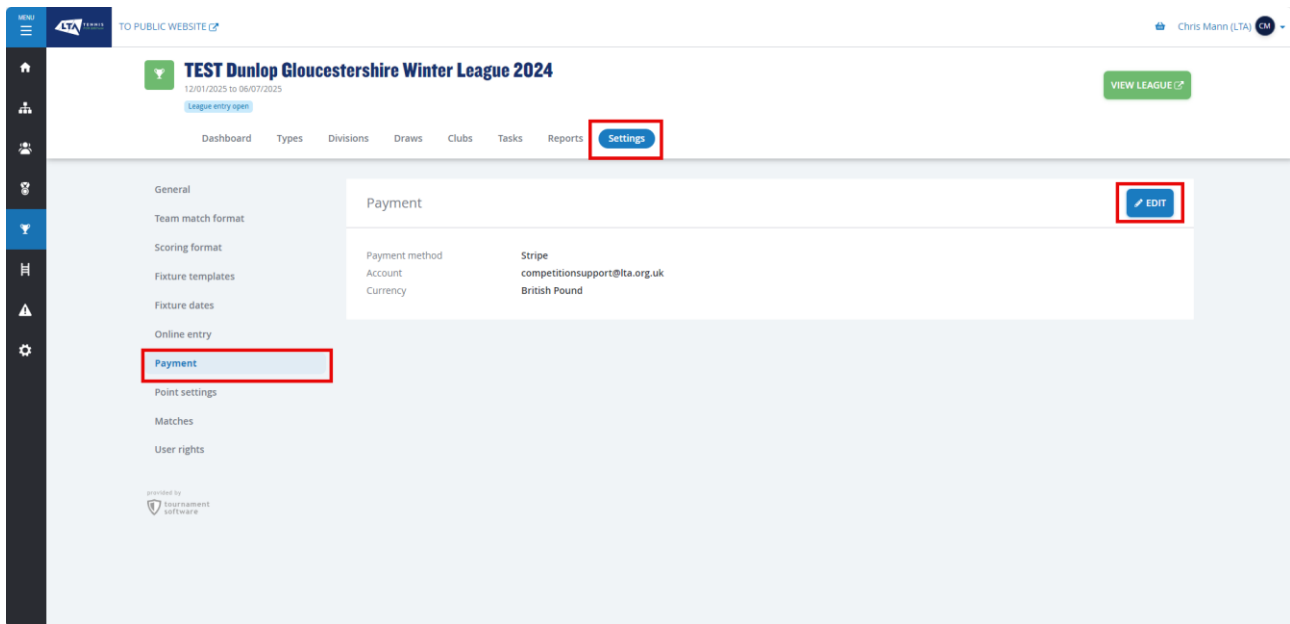 MENU
LTA TENNIS
TO PUBLIC WEBSITE
Chris Mann (LTA) CM
TEST Dunlop Gloucestershire Winter League 2024
12/01/2025 to 06/07/2025
League entry open
VIEW LEAGUE
Dashboard Types Divisions Draws Clubs Tasks Reports Settings
General
Team match format
Scoring format
Fixture templates
Fixture dates
Online entry
Payment
Point settings
Matches
User rights
provided by
tournament
software
Payment
EDIT
Payment method Stripe
Account competitionsupport@lta.org.uk
Currency British Pound